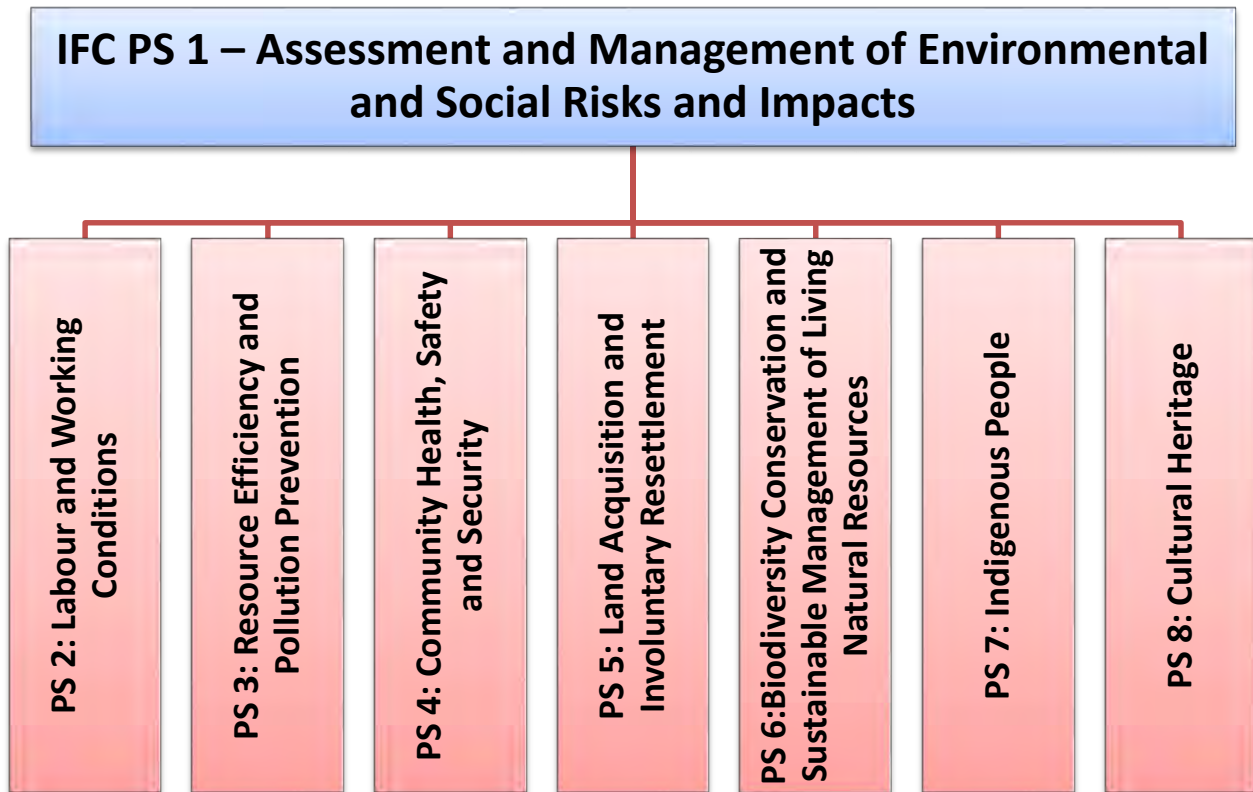 IFC PS 1 – Assessment and Management of Environmental
and Social Risks and Impacts
PS 2: Labour and Working
Conditions
PS 3: Resource Efficiency and
Pollution Prevention
PS 4: Community Health, Safety
and Security
PS 5: Land Acquisition and
Involuntary Resettlement
PS 6:Biodiversity Conservation and
Sustainable Management of Living
Natural Resources
PS 7: Indigenous People
PS 8: Cultural Heritage